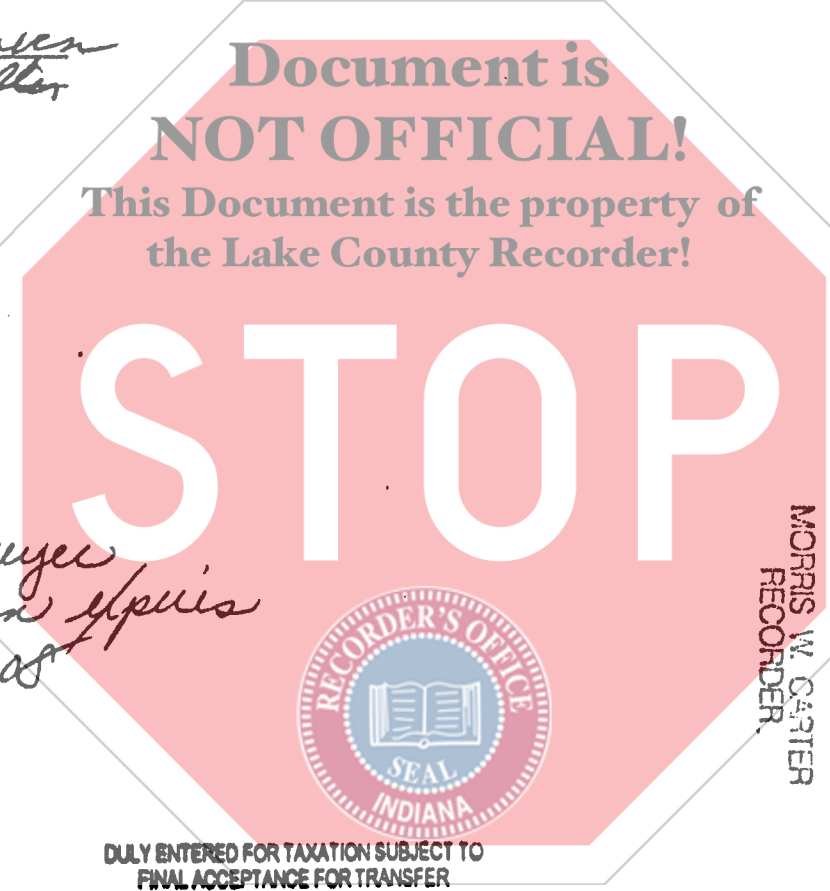 Document is
NOT OFFICIAL!
This Document is the property of
the Lake County Recorder!
STOP
expires
RECORDER'S OFFICE
SEAL
INDIANA
MORRIS W. CARTER
RECORDER
DULY ENTERED FOR TAXATION SUBJECT TO
FINAL ACCEPTANCE FOR TRANSFER